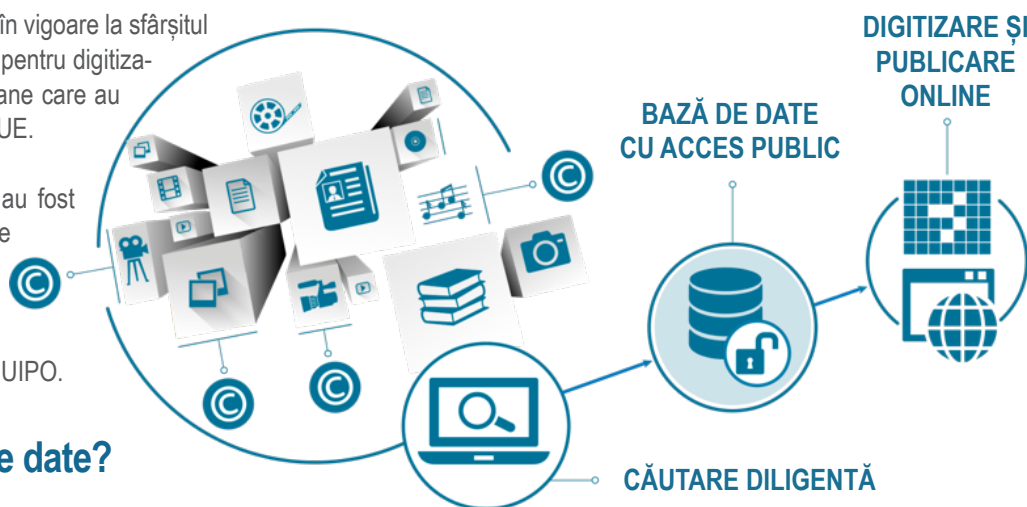 în vigoare la sfârșitul
pentru digitiza-
ane care au
UE.
au fost
e
UIPO.
e date?
DIGITIZARE ȘI
PUBLICARE
ONLINE
BAZĂ DE DATE
CU ACCES PUBLIC
©
©
©
©
CĂUTARE DILIGENTĂ